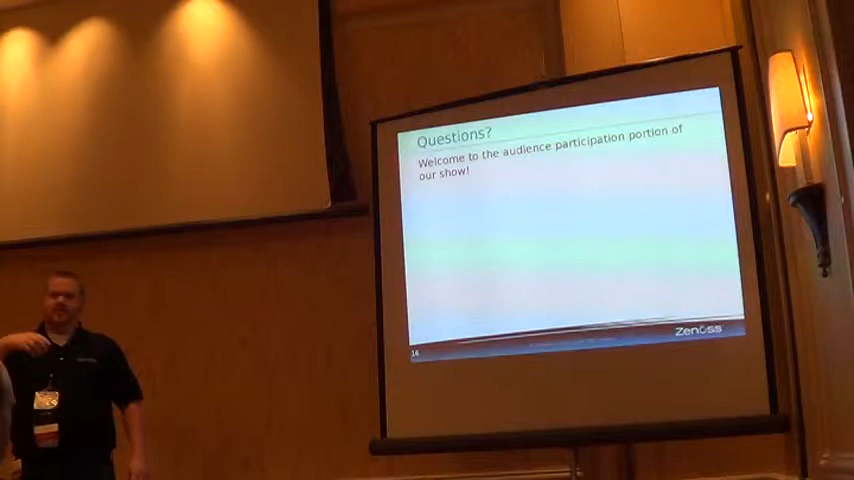 Questions?
Welcome to the audience participation portion of
our show!
zenoss
14